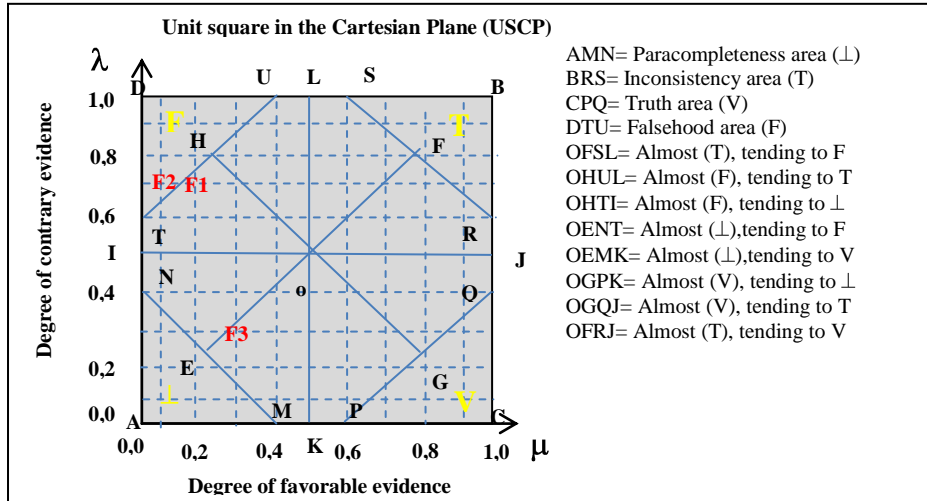 Unit square in the Cartesian Plane (USCP)
λ
D U L S B
1,0
F T
H F
0,8
F2 F1
0,6
T R
I J
N
0,4 o Q
F3
0,2
E G
⊥ V
0,0 M P
A K C
0,0 0,2 0,4 0,6 0,8 1,0 μ
Degree of favorable evidence
Degree of contrary evidence
AMN= Paracompleteness area (⊥)
BRS= Inconsistency area (T)
CPQ= Truth area (V)
DTU= Falsehood area (F)
OFSL= Almost (T), tending to F
OHUL= Almost (F), tending to T
OHTI= Almost (F), tending to ⊥
OENT= Almost (⊥),tending to F
OEMK= Almost (⊥),tending to V
OGPK= Almost (V), tending to ⊥
OGQJ= Almost (V), tending to T
OFRJ= Almost (T), tending to V